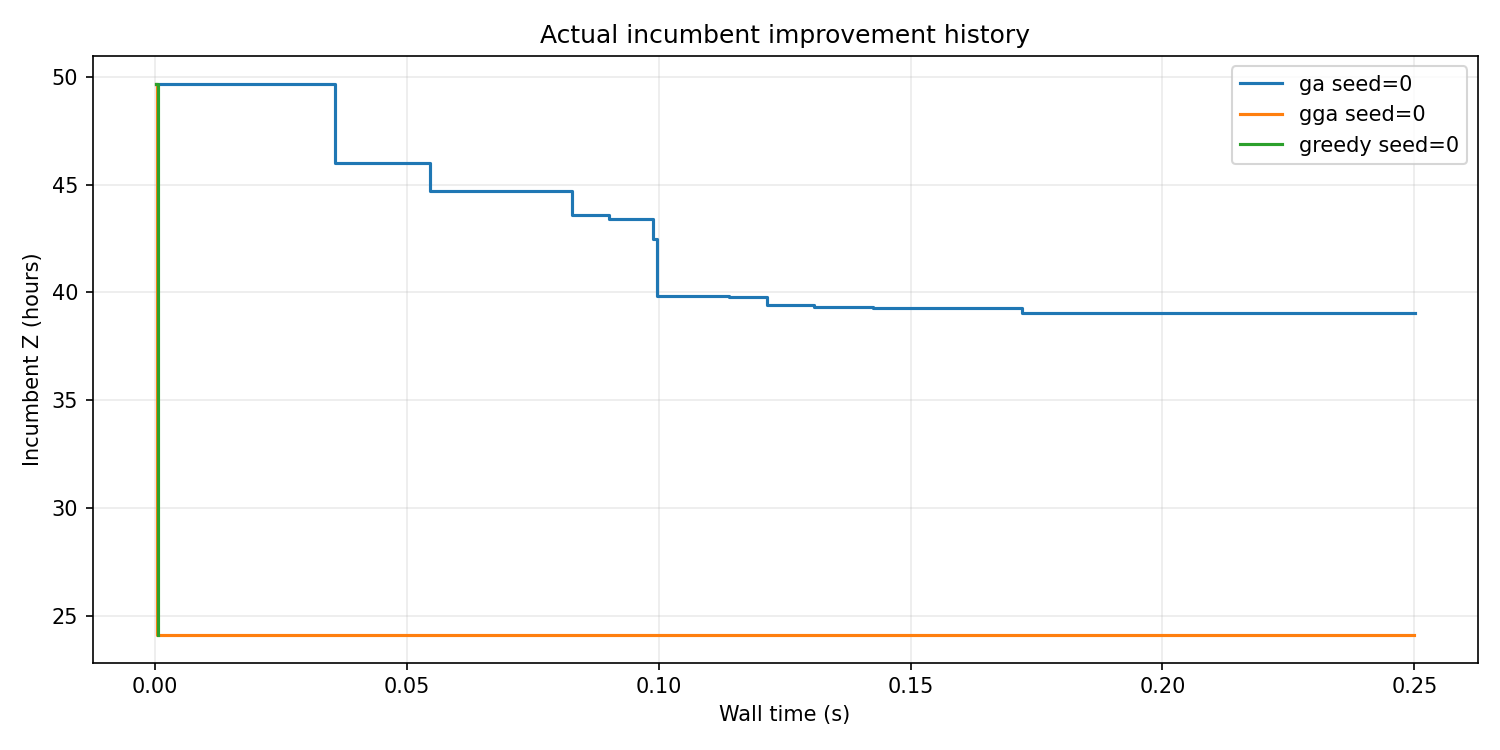 Actual incumbent improvement history
ga seed=0
gga seed=0
greedy seed=0
Incumbent Z (hours)
50
45
40
35
30
25
0.00 0.05 0.10 0.15 0.20 0.25
Wall time (s)